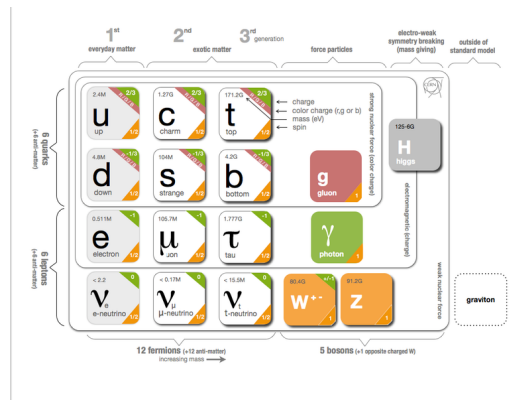 1st
2nd
3rd
generation
everyday matter
exotic matter
force particles
electro-weak
symmetry breaking
(mass giving)
outside of
standard model
6 quarks
(+6 anti-matter)
2.4M
2/3
u
up
1/2
1.27G
2/3
c
charm
1/2
171.2G
2/3
t
top
1/2
charge
color charge (r,g or b)
mass (eV)
spin
strong nuclear force (color charge)
CERN
125-6G
H
higgs
4.8M
-1/3
d
down
1/2
104M
-1/3
s
strange
1/2
4.2G
-1/3
b
bottom
1/2
g
gluon
1
electromagnetic (charge)
6 leptons
(+6 anti-matter)
0.511M
-1
e
electron
1/2
105.7M
-1
μ
uon
1/2
1.777G
-1
τ
tau
1/2
γ
photon
1
weak nuclear force
< 2.2
0
νe
e-neutrino
1/2
< 0.17M
0
νμ
μ-neutrino
1/2
< 15.5M
0
νt
t-neutrino
1/2
80.4G
+/-1
W+-
1
91.2G
Z
1
graviton
12 fermions (+12 anti-matter)
increasing mass
5 bosons (+1 opposite charged W)